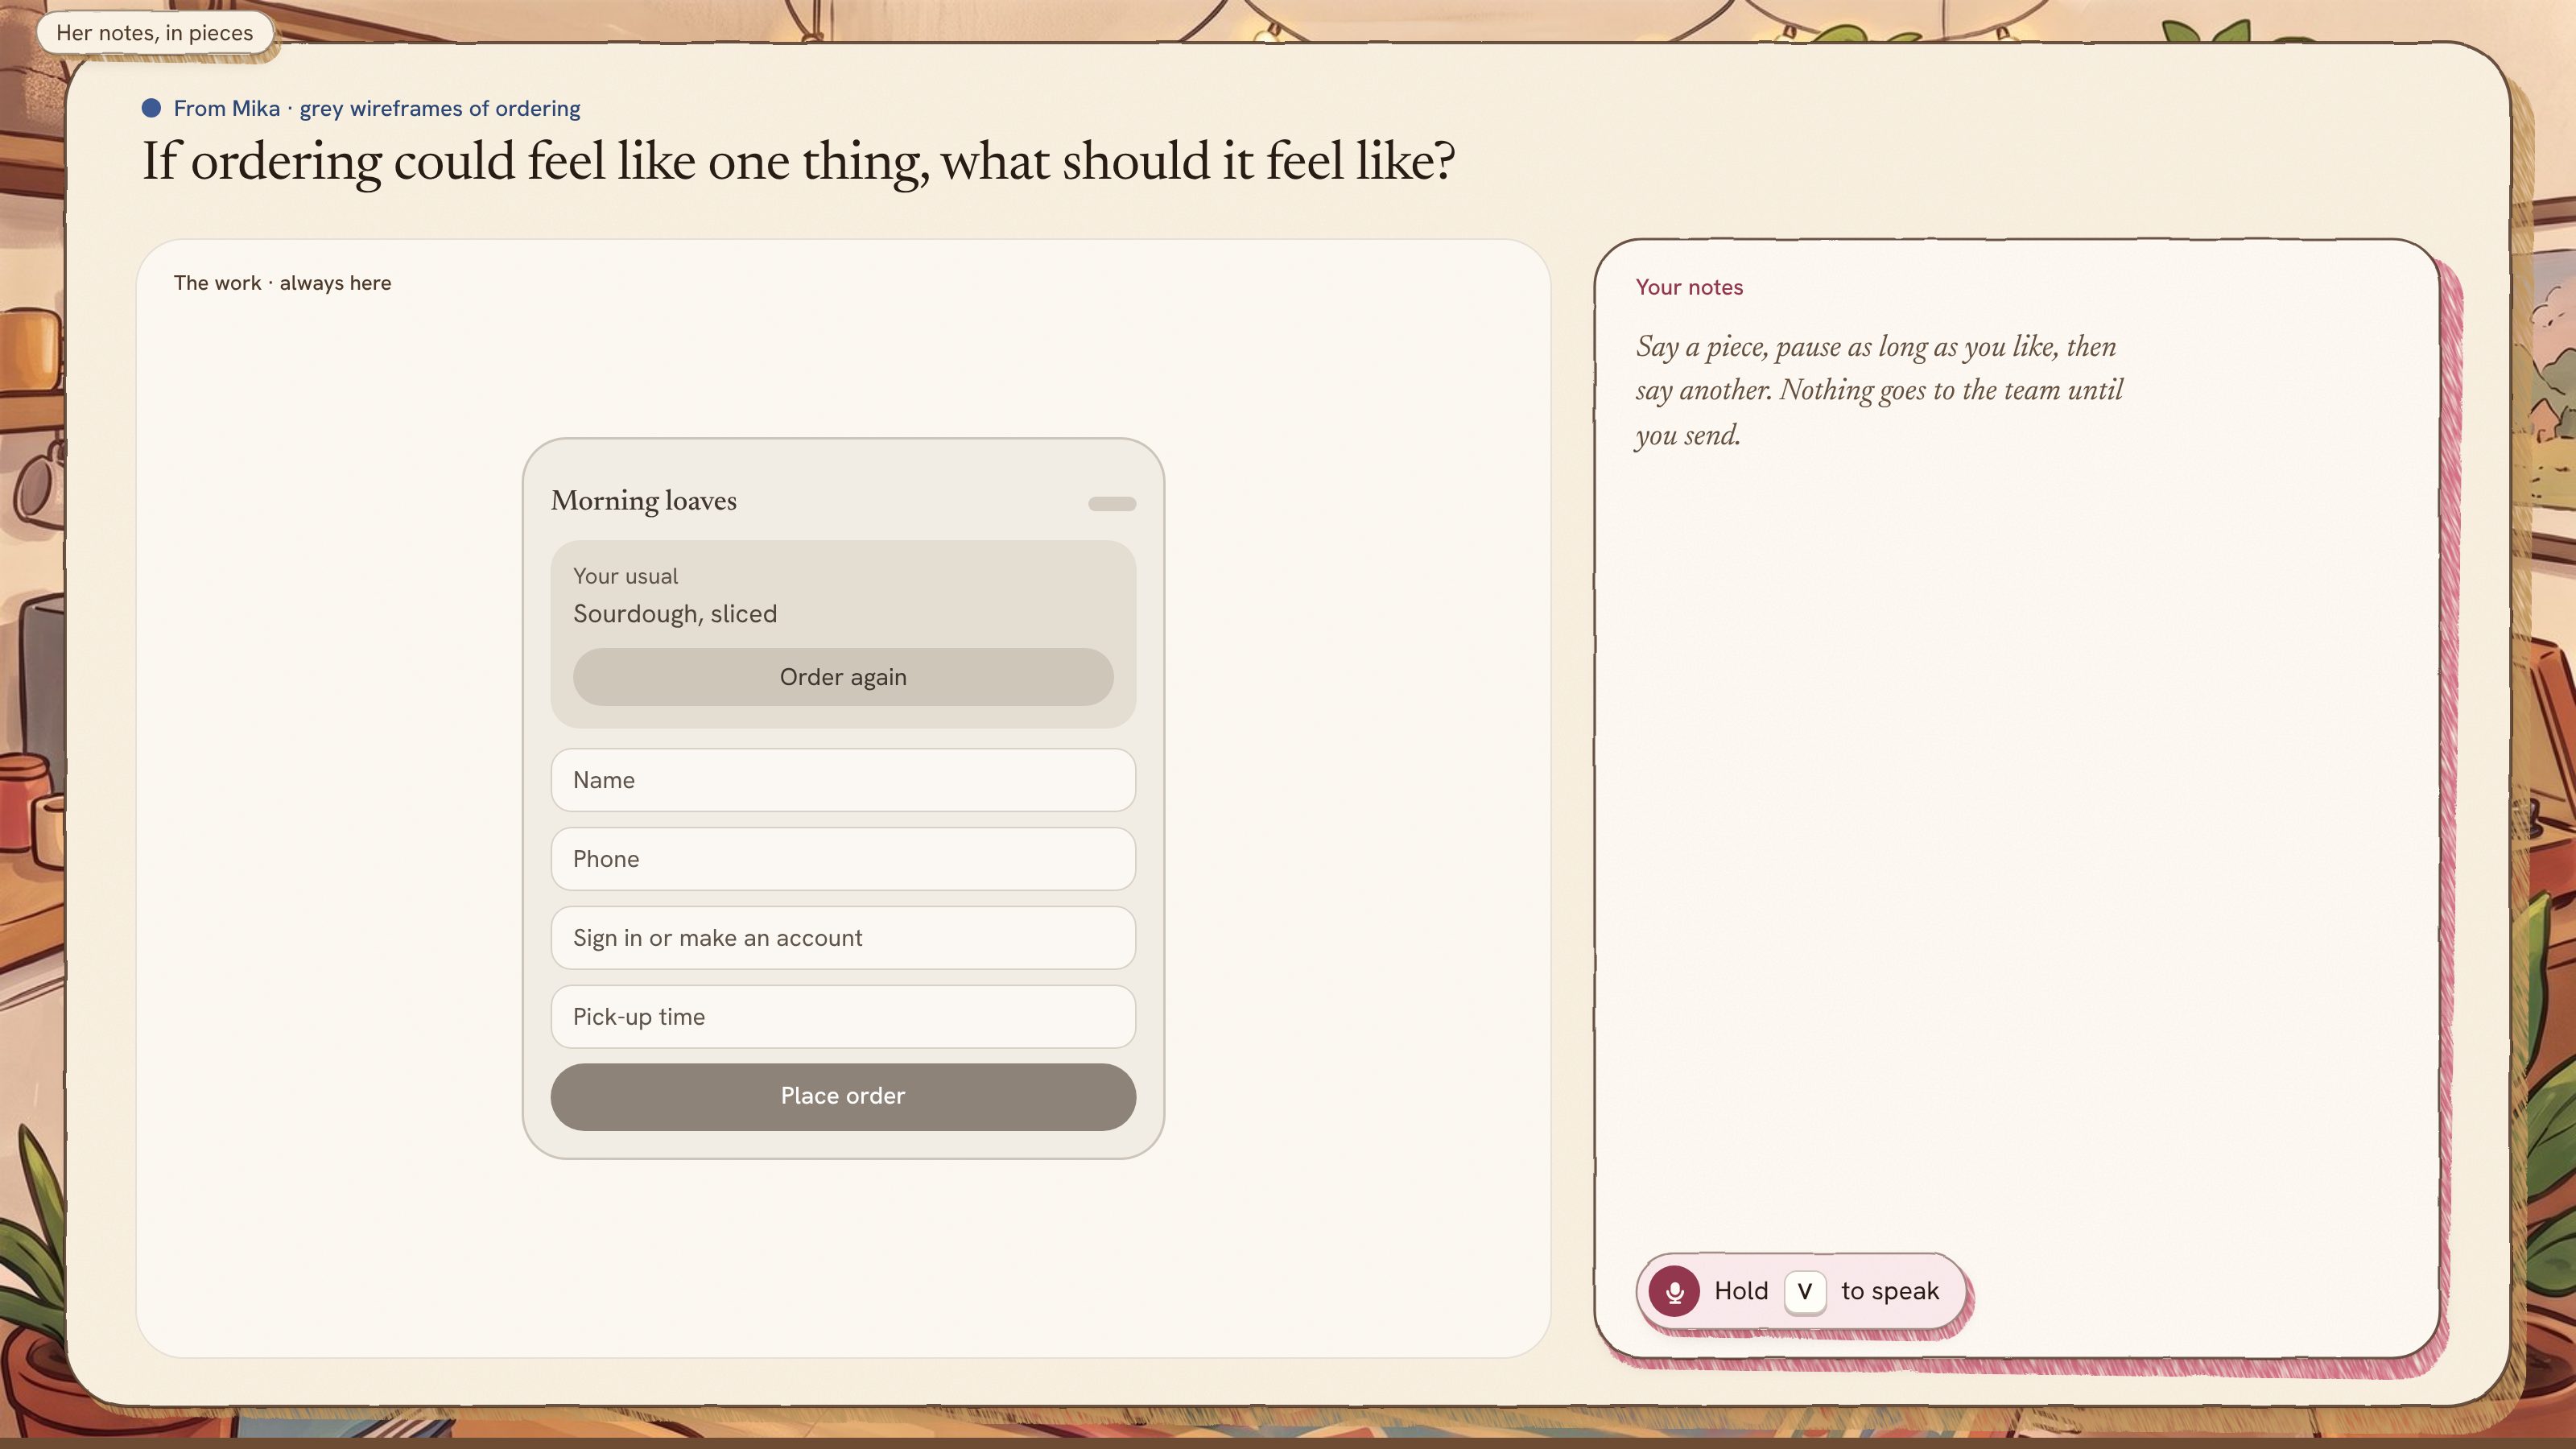 Her notes, in pieces
From Mika · grey wireframes of ordering
If ordering could feel like one thing, what should it feel like?
The work · always here
Morning loaves
Your usual
Sourdough, sliced
Order again
Name
Phone
Sign in or make an account
Pick-up time
Place order
Your notes
Say a piece, pause as long as you like, then
say another. Nothing goes to the team until
you send.
Hold V to speak